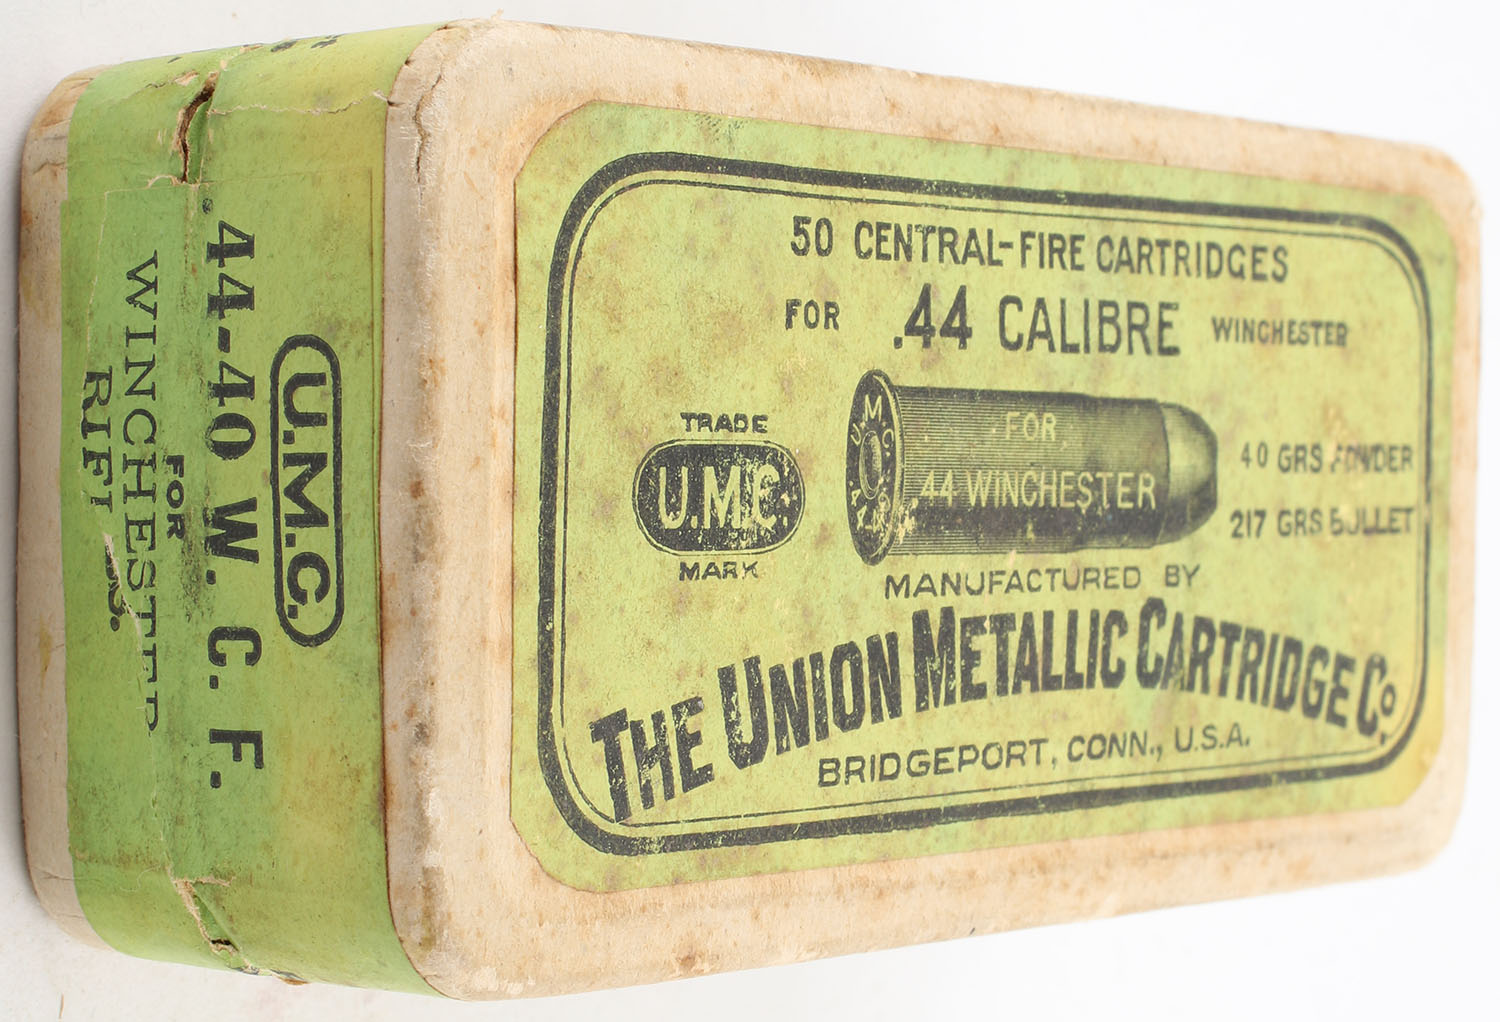 50 CENTRAL-FIRE CARTRIDGES
FOR .44 CALIBRE WINCHESTER
TRADE
U.M.C.
MARK
U.M.C.
FOR
.44 WINCHESTER
40 GRS POWDER
217 GRS BULLET
MANUFACTURED BY
THE UNION METALLIC CARTRIDGE CO.
BRIDGEPORT, CONN., U.S.A.
U.M.C.
.44-40 W. C. F.
FOR
WINCHESTER